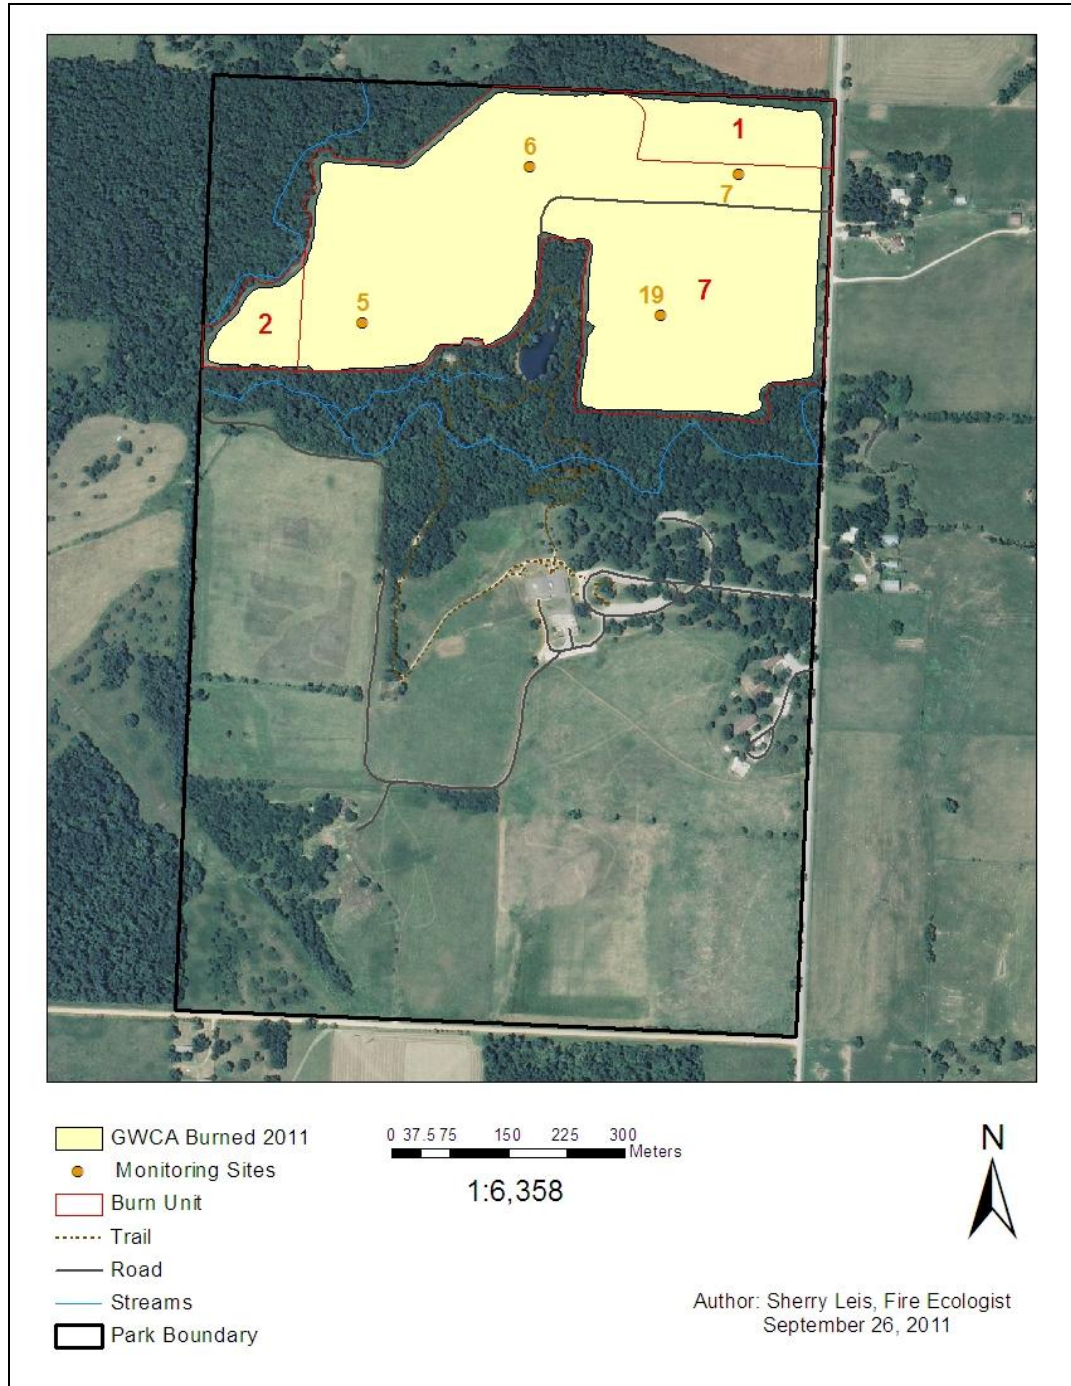 1
6
7
19
7
5
2
GWCA Burned 2011
Monitoring Sites
Burn Unit
Trail
Road
Streams
Park Boundary
0 37.5 75 150 225 300
Meters
1:6,358
N
Author: Sherry Leis, Fire Ecologist
September 26, 2011